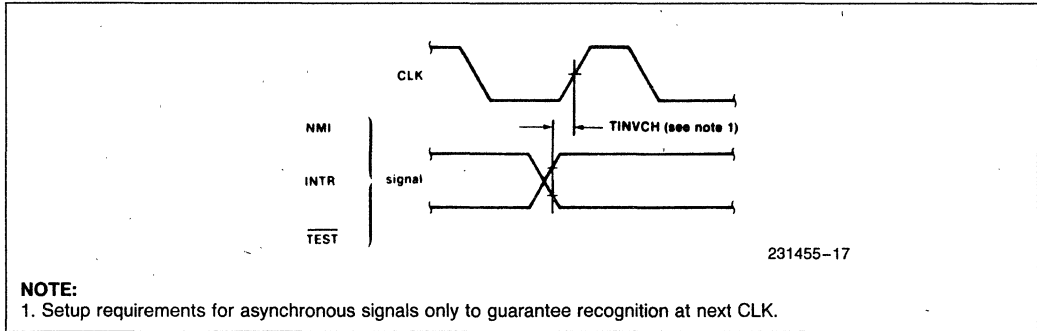 CLK
NMI
TINVCH (see note 1)
INTR
signal
TEST
231455–17
NOTE:
1. Setup requirements for asynchronous signals only to guarantee recognition at next CLK.